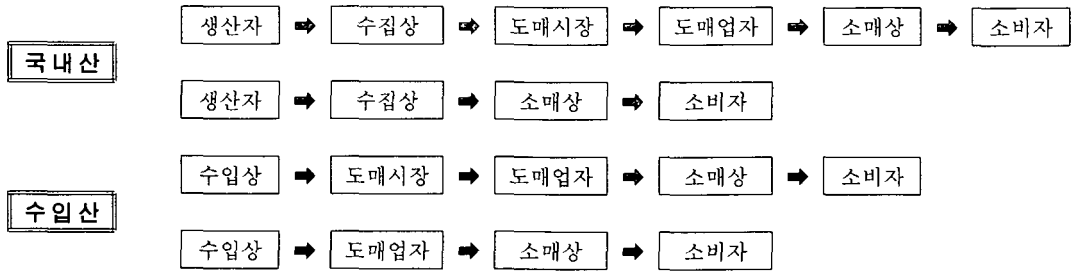 생산자 ➡ 수집상 ➡ 도매시장 ➡ 도매업자 ➡ 소매상 ➡ 소비자
국내산
생산자 ➡ 수집상 ➡ 소매상 ➡ 소비자
수입상 ➡ 도매시장 ➡ 도매업자 ➡ 소매상 ➡ 소비자
수입산
수입상 ➡ 도매업자 ➡ 소매상 ➡ 소비자